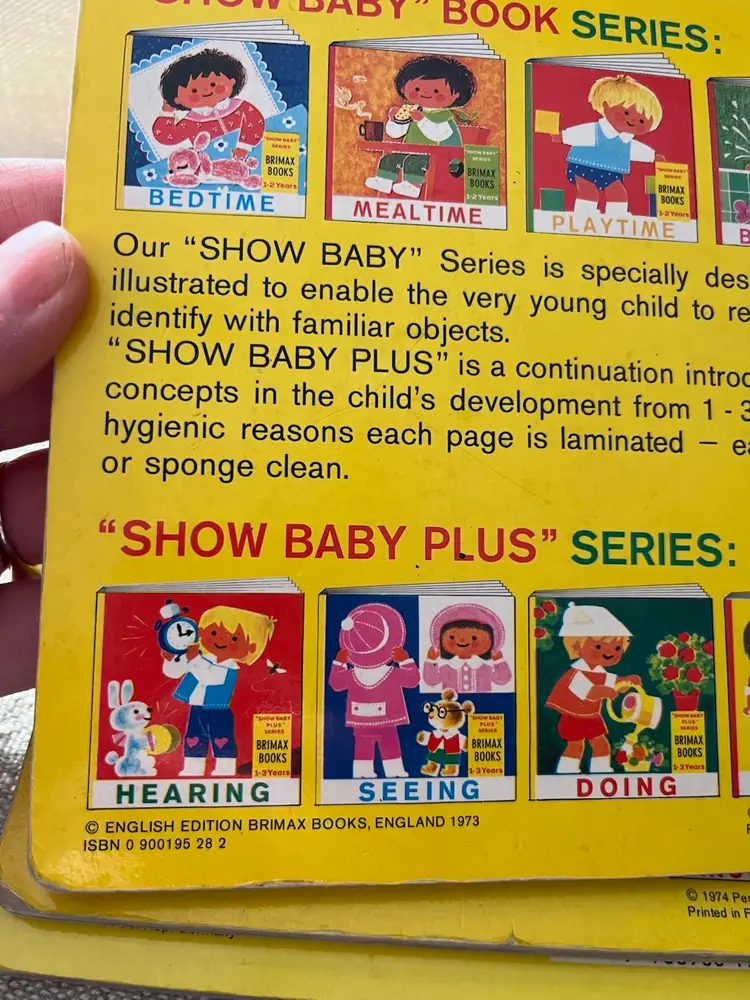 "SHOW BABY" BOOK SERIES:
"SHOW BABY"
SERIES
BRIMAX
BOOKS
1-2 Years
BEDTIME
"SHOW BABY"
SERIES
BRIMAX
BOOKS
1-2 Years
MEALTIME
"SHOW BABY"
SERIES
BRIMAX
BOOKS
1-2 Years
PLAYTIME
B
Our "SHOW BABY" Series is specially des
illustrated to enable the very young child to re
identify with familiar objects.
"SHOW BABY PLUS" is a continuation introd
concepts in the child's development from 1 - 3
hygienic reasons each page is laminated – ea
or sponge clean.
"SHOW BABY PLUS" SERIES:
"SHOW BABY
PLUS"
SERIES
BRIMAX
BOOKS
1-3 Years
HEARING
"SHOW BABY
PLUS"
SERIES
BRIMAX
BOOKS
1-3 Years
SEEING
"SHOW BABY
PLUS"
SERIES
BRIMAX
BOOKS
1-3 Years
DOING
© ENGLISH EDITION BRIMAX BOOKS, ENGLAND 1973
ISBN 0 900195 28 2
© 1974 Per
Printed in F